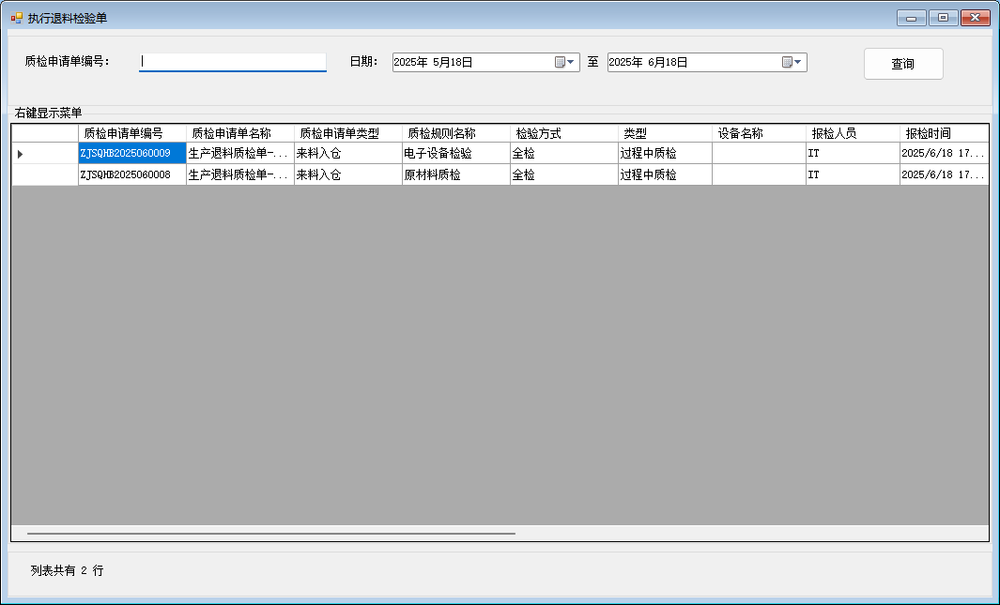 执行退料检验单
质检申请单编号: 日期: 2025年 5月18日 至 2025年 6月18日 查询
右键显示菜单
质检申请单编号 质检申请单名称 质检申请单类型 质检规则名称 检验方式 类型 设备名称 报检人员 报检时间
ZJSQHB2025060009 生产退料质检单-... 来料入仓 电子设备检验 全检 过程中质检 IT 2025/6/18 17...
ZJSQHB2025060008 生产退料质检单-... 来料入仓 原材料质检 全检 过程中质检 IT 2025/6/18 17...
列表共有 2 行